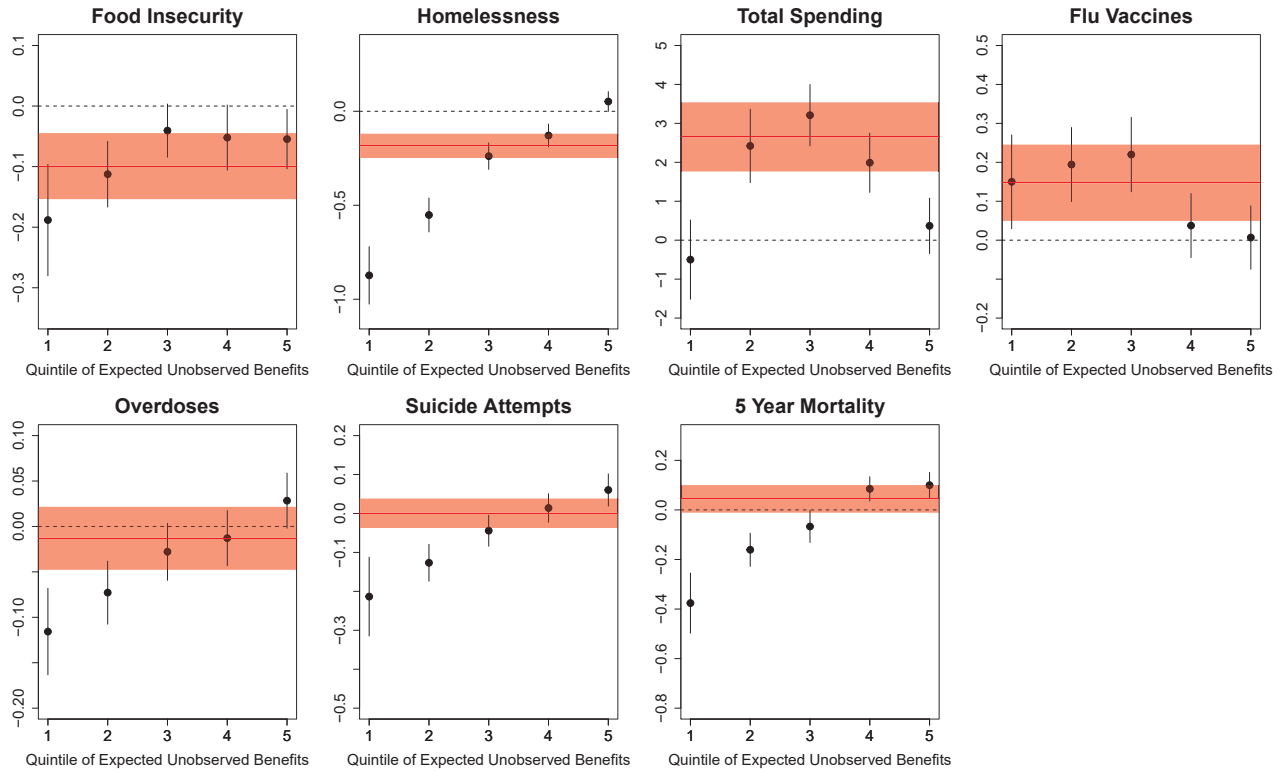 Food Insecurity
0.1
0.0
−0.1
−0.2
−0.3
1 2 3 4 5
Quintile of Expected Unobserved Benefits
Homelessness
0.0
−0.5
−1.0
1 2 3 4 5
Quintile of Expected Unobserved Benefits
Total Spending
5
4
3
2
1
0
−1
−2
1 2 3 4 5
Quintile of Expected Unobserved Benefits
Flu Vaccines
0.5
0.4
0.3
0.2
0.1
0.0
−0.2
1 2 3 4 5
Quintile of Expected Unobserved Benefits
Overdoses
0.10
0.05
0.00
−0.10
−0.20
1 2 3 4 5
Quintile of Expected Unobserved Benefits
Suicide Attempts
0.2
0.1
0.0
−0.1
−0.3
−0.5
1 2 3 4 5
Quintile of Expected Unobserved Benefits
5 Year Mortality
0.2
0.0
−0.2
−0.4
−0.6
−0.8
1 2 3 4 5
Quintile of Expected Unobserved Benefits